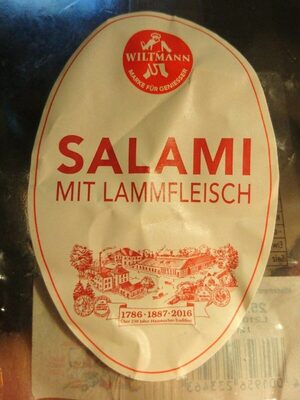 WILTMANN
MARKE FÜR GENIESSER
SALAMI
MIT LAMMFLEISCH
1786 · 1887 · 2016